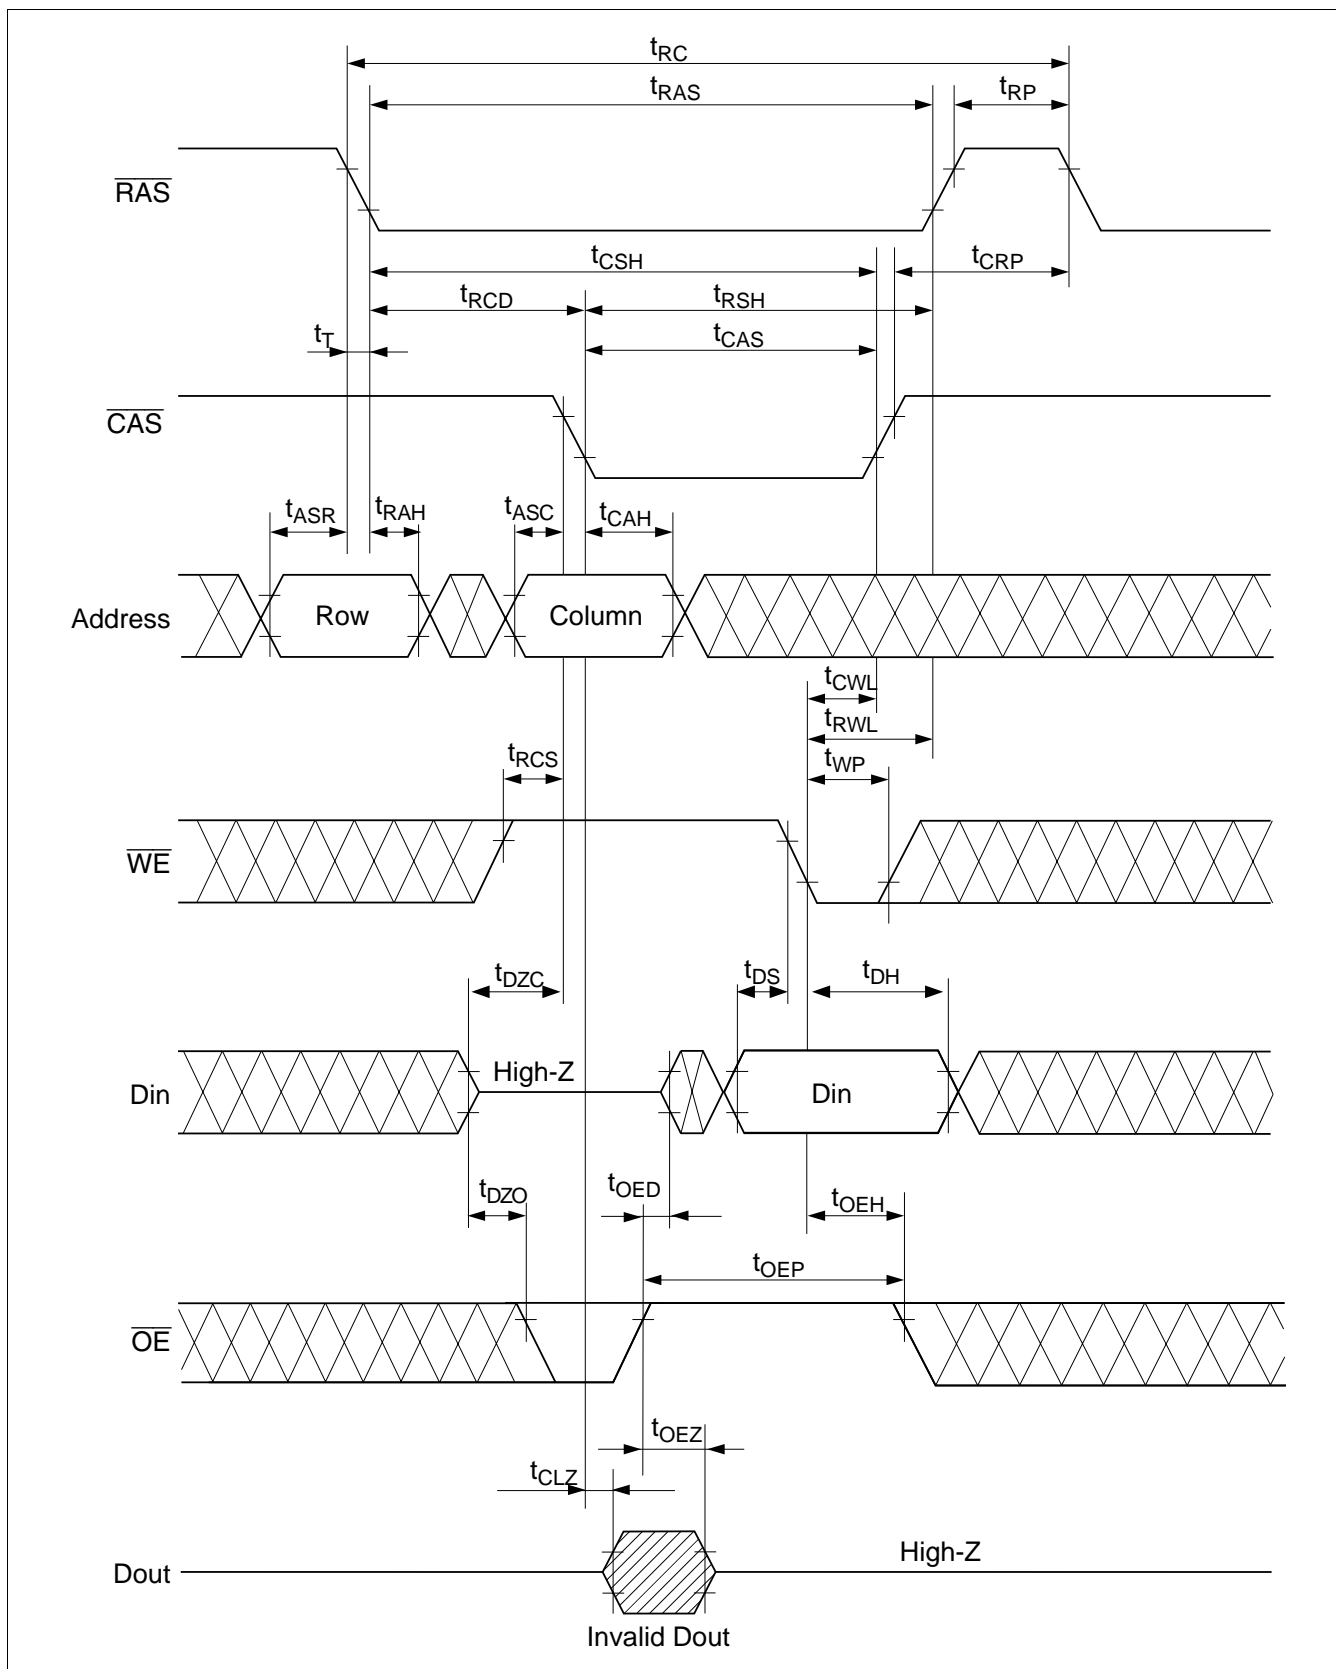 tRC
tRAS
tRP
RAS
tCSH
tCRP
tRCD
tRSH
tT
tCAS
CAS
tASR
tRAH
tASC
tCAH
Address
Row
Column
tCWL
tRWL
tRCS
tWP
WE
tDZC
tDS
tDH
High-Z
Din
Din
tDZO
tOED
tOEH
tOEP
OE
tOEZ
tCLZ
High-Z
Dout
Invalid Dout